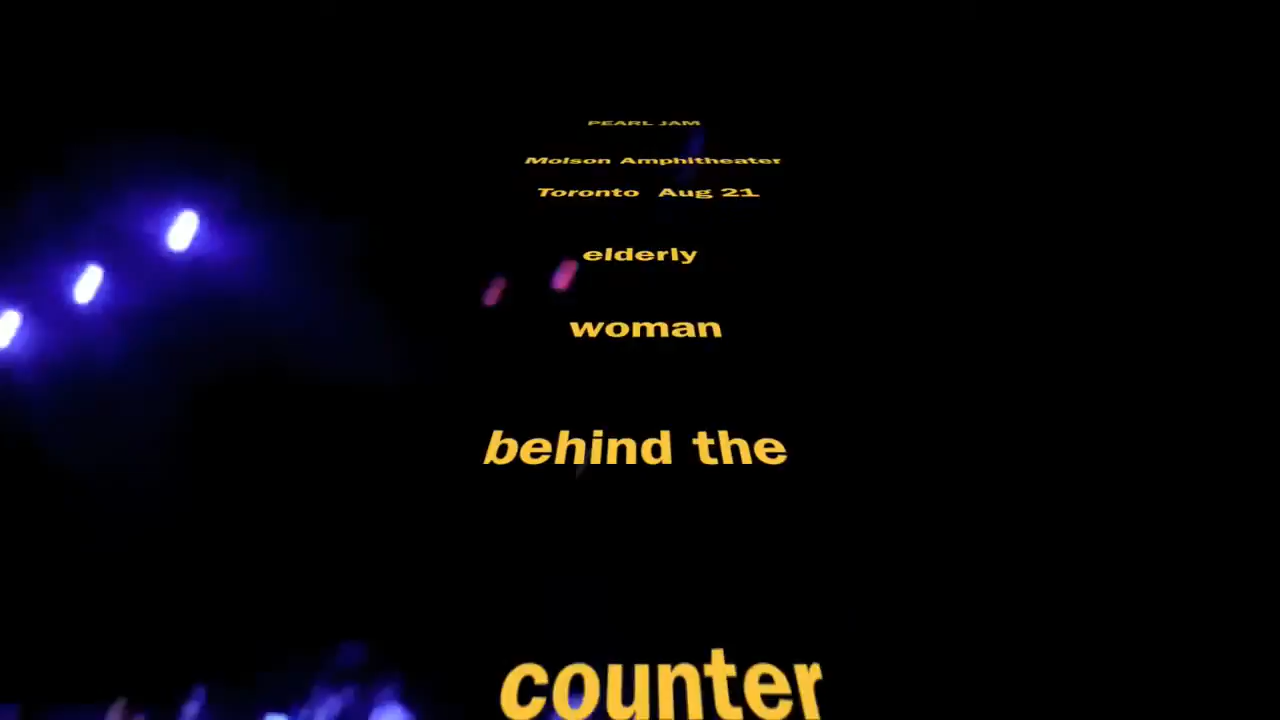 PEARL JAM
Molson Amphitheater
Toronto Aug 21
elderly
woman
behind the
counter